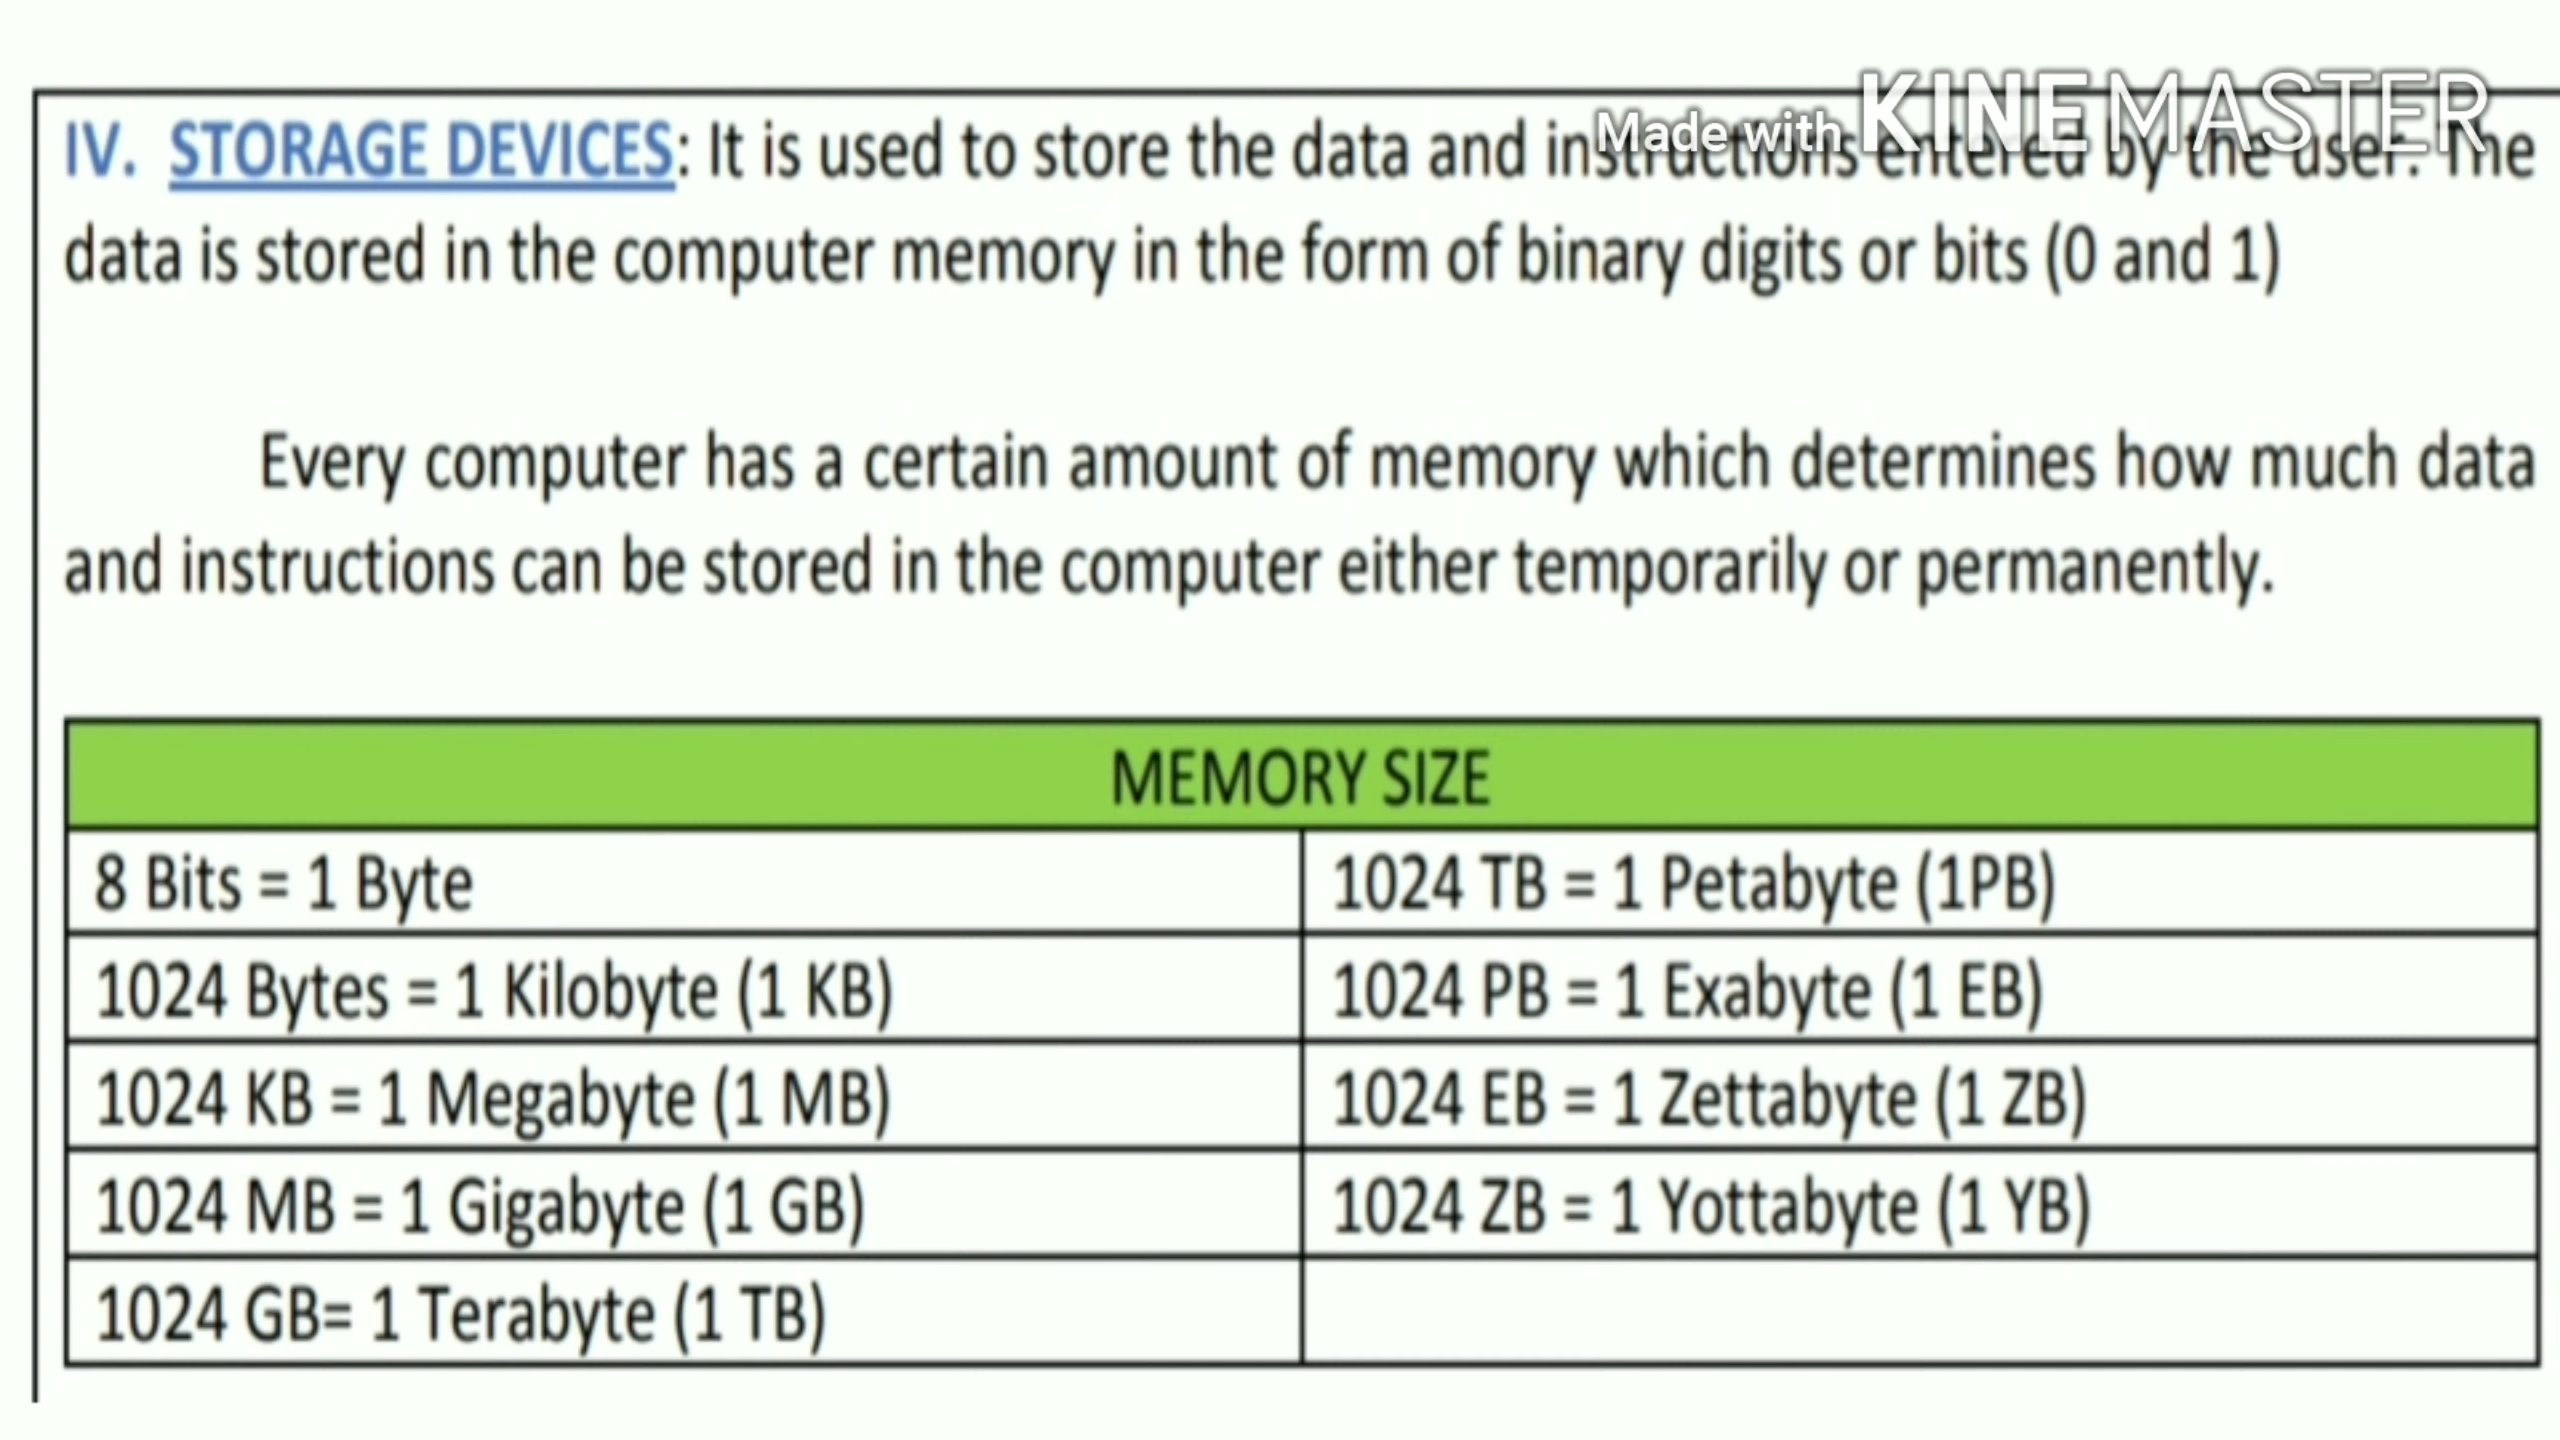 Made with KINEMASTER
IV. STORAGE DEVICES: It is used to store the data and instructions entered by the user. The
data is stored in the computer memory in the form of binary digits or bits (0 and 1)
Every computer has a certain amount of memory which determines how much data
and instructions can be stored in the computer either temporarily or permanently.
MEMORY SIZE
8 Bits = 1 Byte
1024 TB = 1 Petabyte (1PB)
1024 Bytes = 1 Kilobyte (1 KB)
1024 PB = 1 Exabyte (1 EB)
1024 KB = 1 Megabyte (1 MB)
1024 EB = 1 Zettabyte (1 ZB)
1024 MB = 1 Gigabyte (1 GB)
1024 ZB = 1 Yottabyte (1 YB)
1024 GB= 1 Terabyte (1 TB)